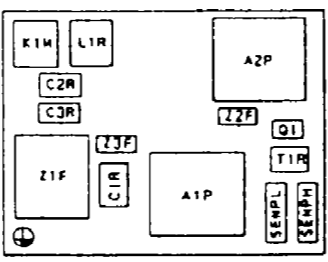 K1M L1R
A2P
C2R
C3R
Z2F
Q1
Z3F
T1R
Z1F
C1R
A1P
SENPL
SENPH